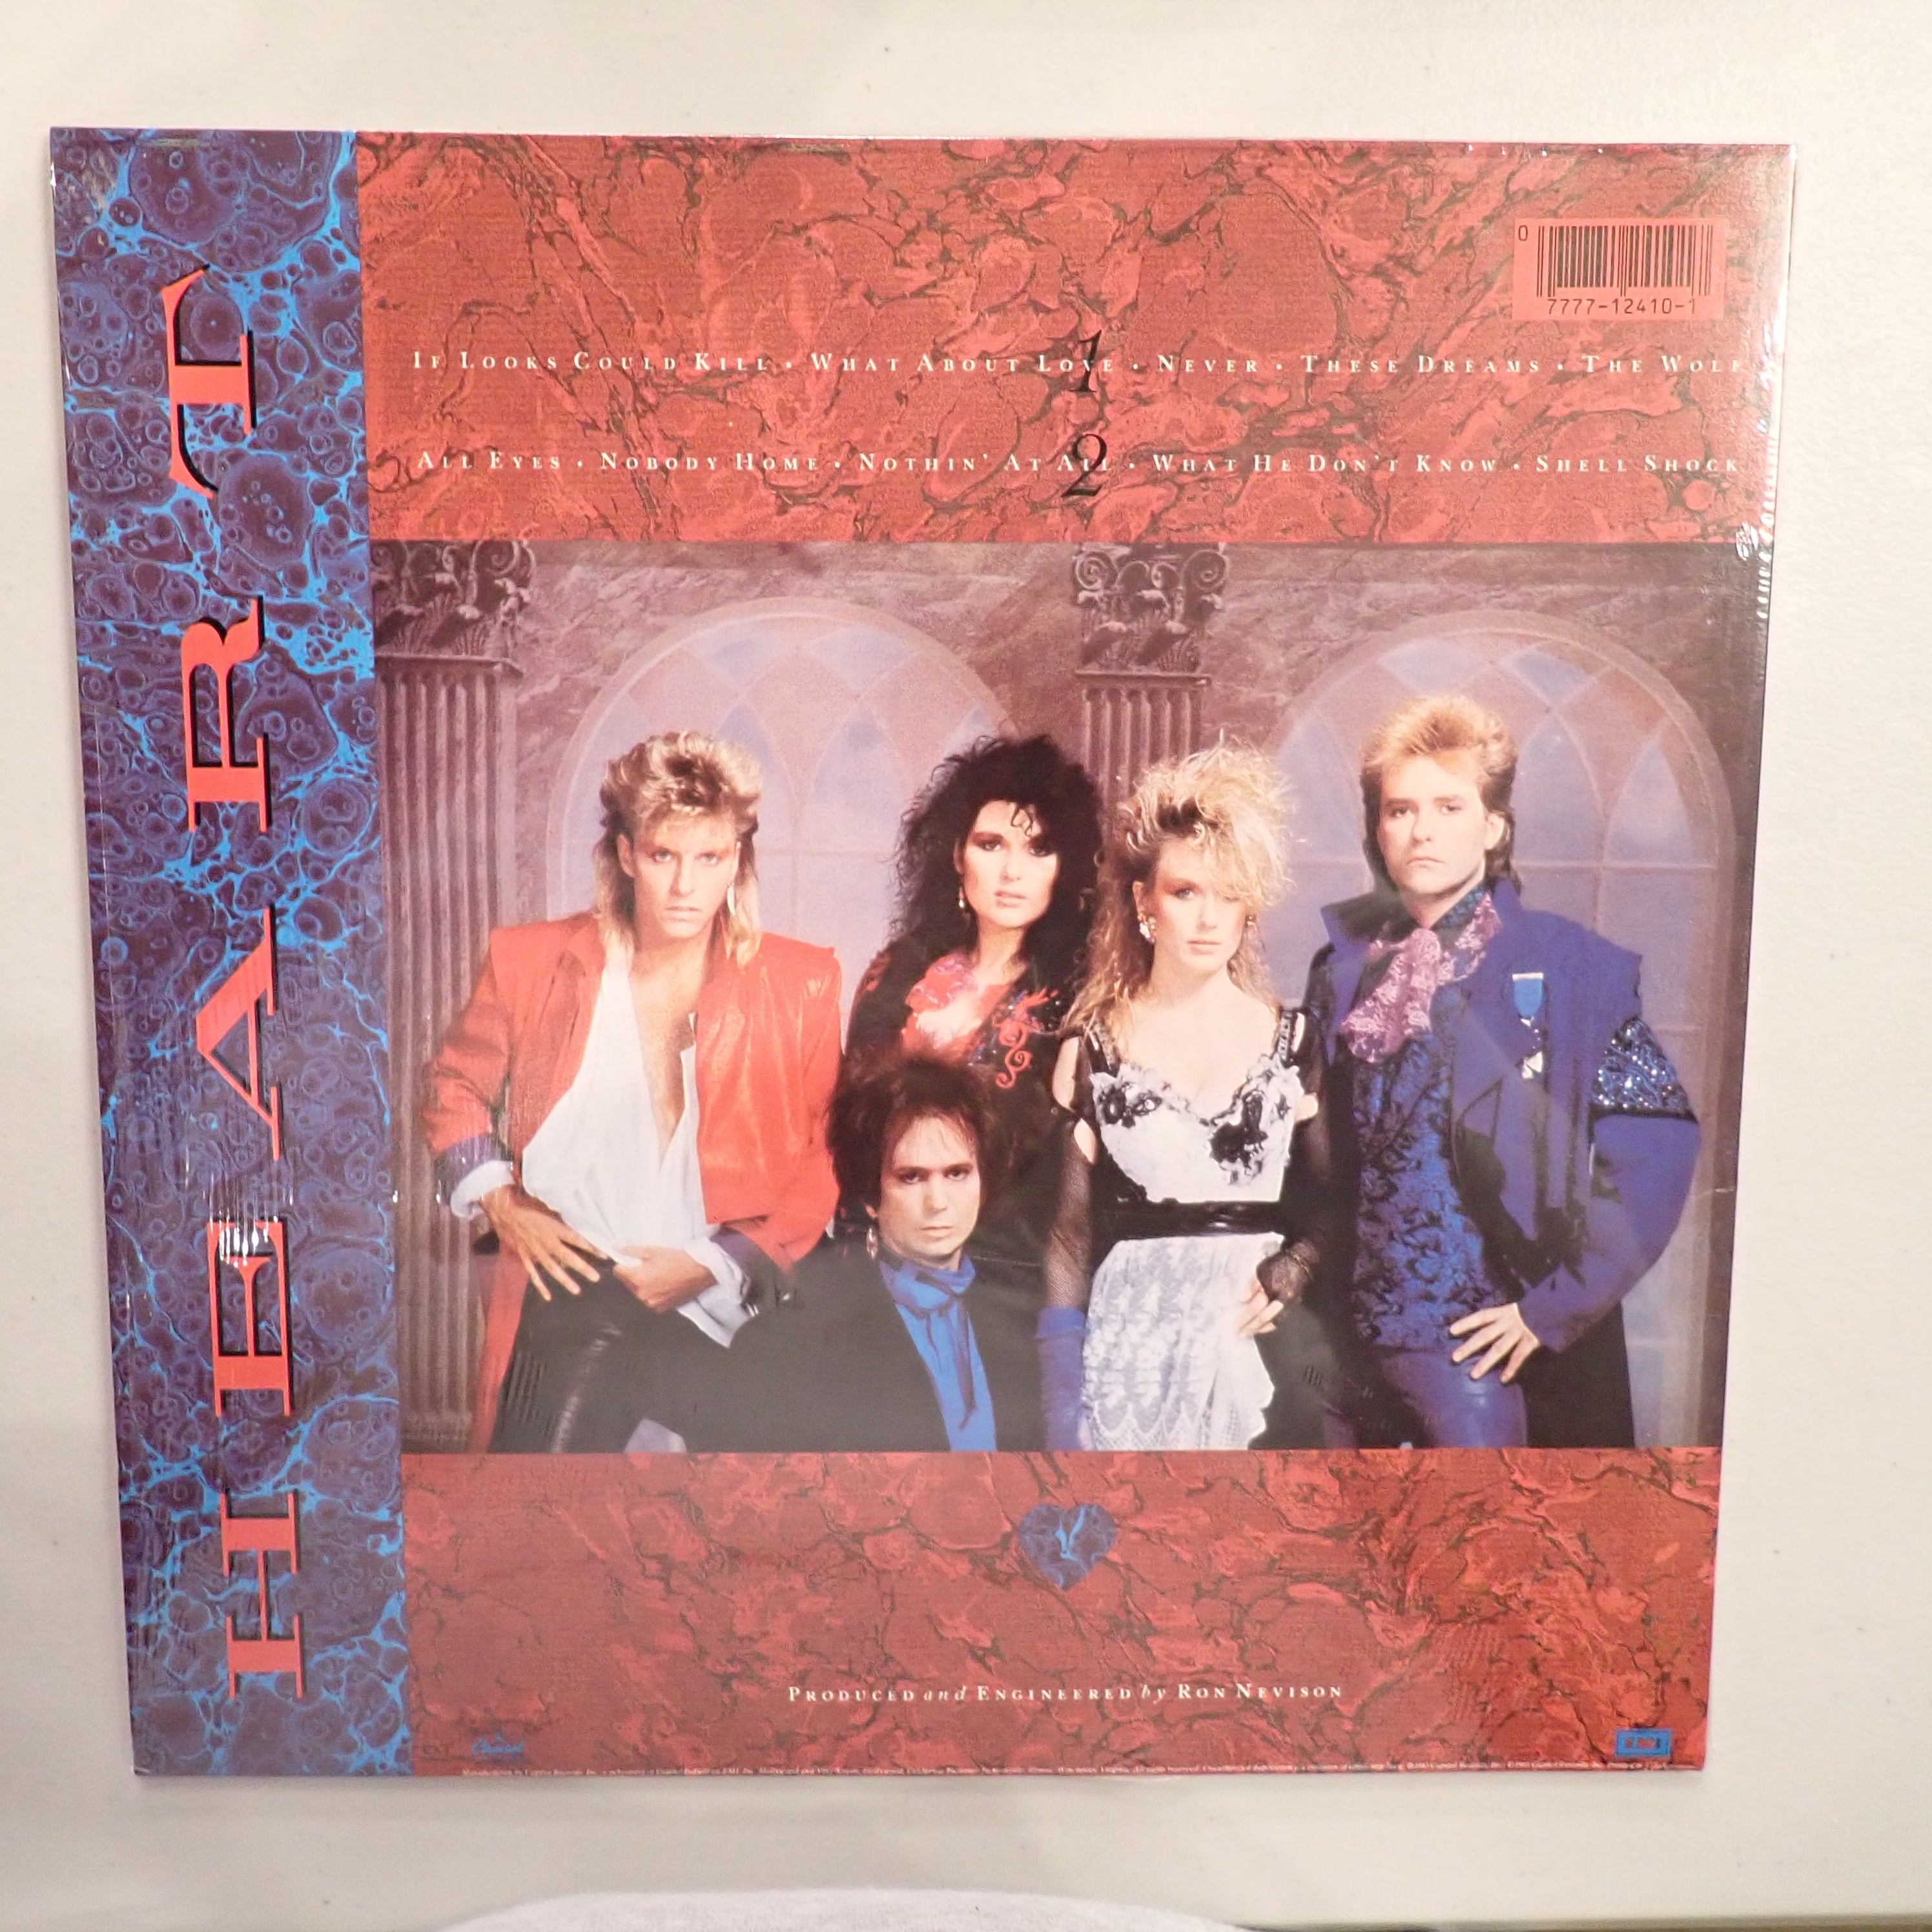 HEART
0
7777-12410-1
1
IF LOOKS COULD KILL • WHAT ABOUT LOVE • NEVER • THESE DREAMS • THE WOLF
2
ALL EYES • NOBODY HOME • NOTHIN' AT ALL • WHAT HE DON'T KNOW • SHELL SHOCK
PRODUCED and ENGINEERED by RON NEVISON
Capitol
EMI